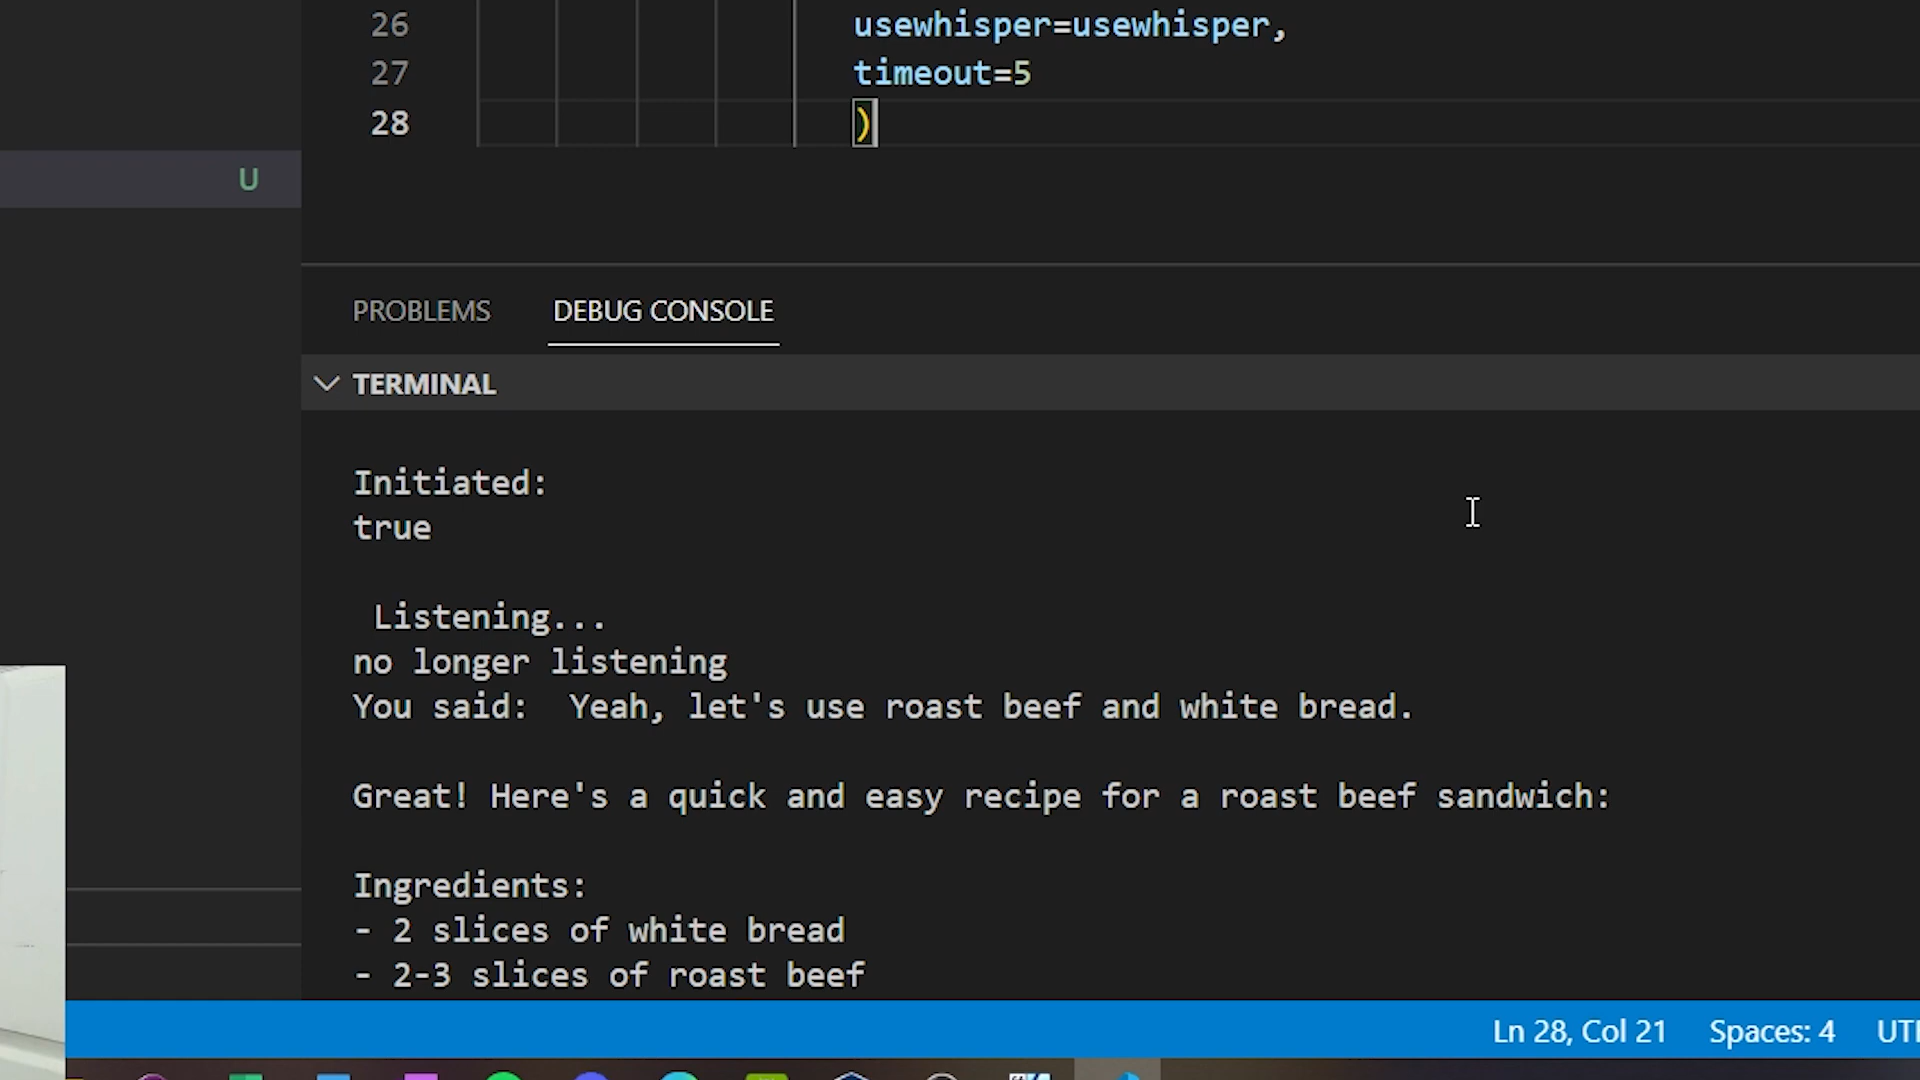 26 usewhisper=usewhisper,
27 timeout=5
28 )
U
PROBLEMS DEBUG CONSOLE
TERMINAL
Initiated:
true
Listening...
no longer listening
You said:  Yeah, let's use roast beef and white bread.
Great! Here's a quick and easy recipe for a roast beef sandwich:
Ingredients:
- 2 slices of white bread
- 2-3 slices of roast beef
Ln 28, Col 21 Spaces: 4 UTF